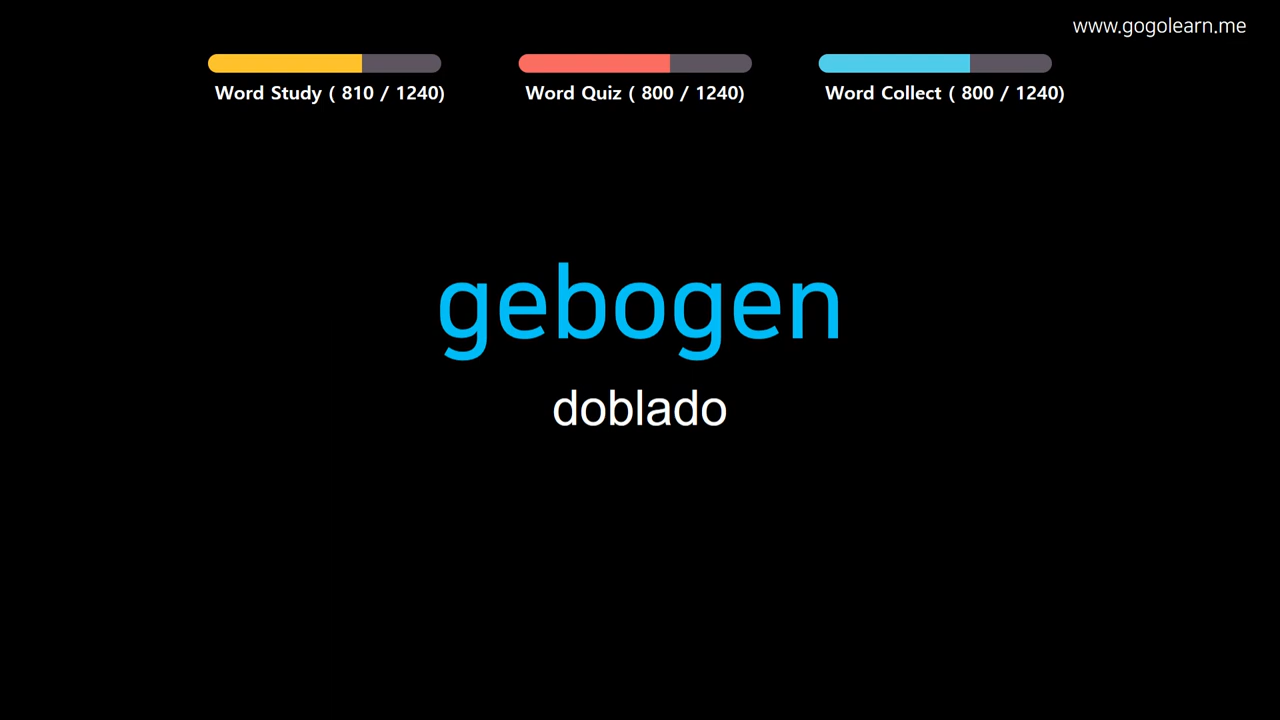 www.gogolearn.me
Word Study ( 810 / 1240)
Word Quiz ( 800 / 1240)
Word Collect ( 800 / 1240)
gebogen
doblado